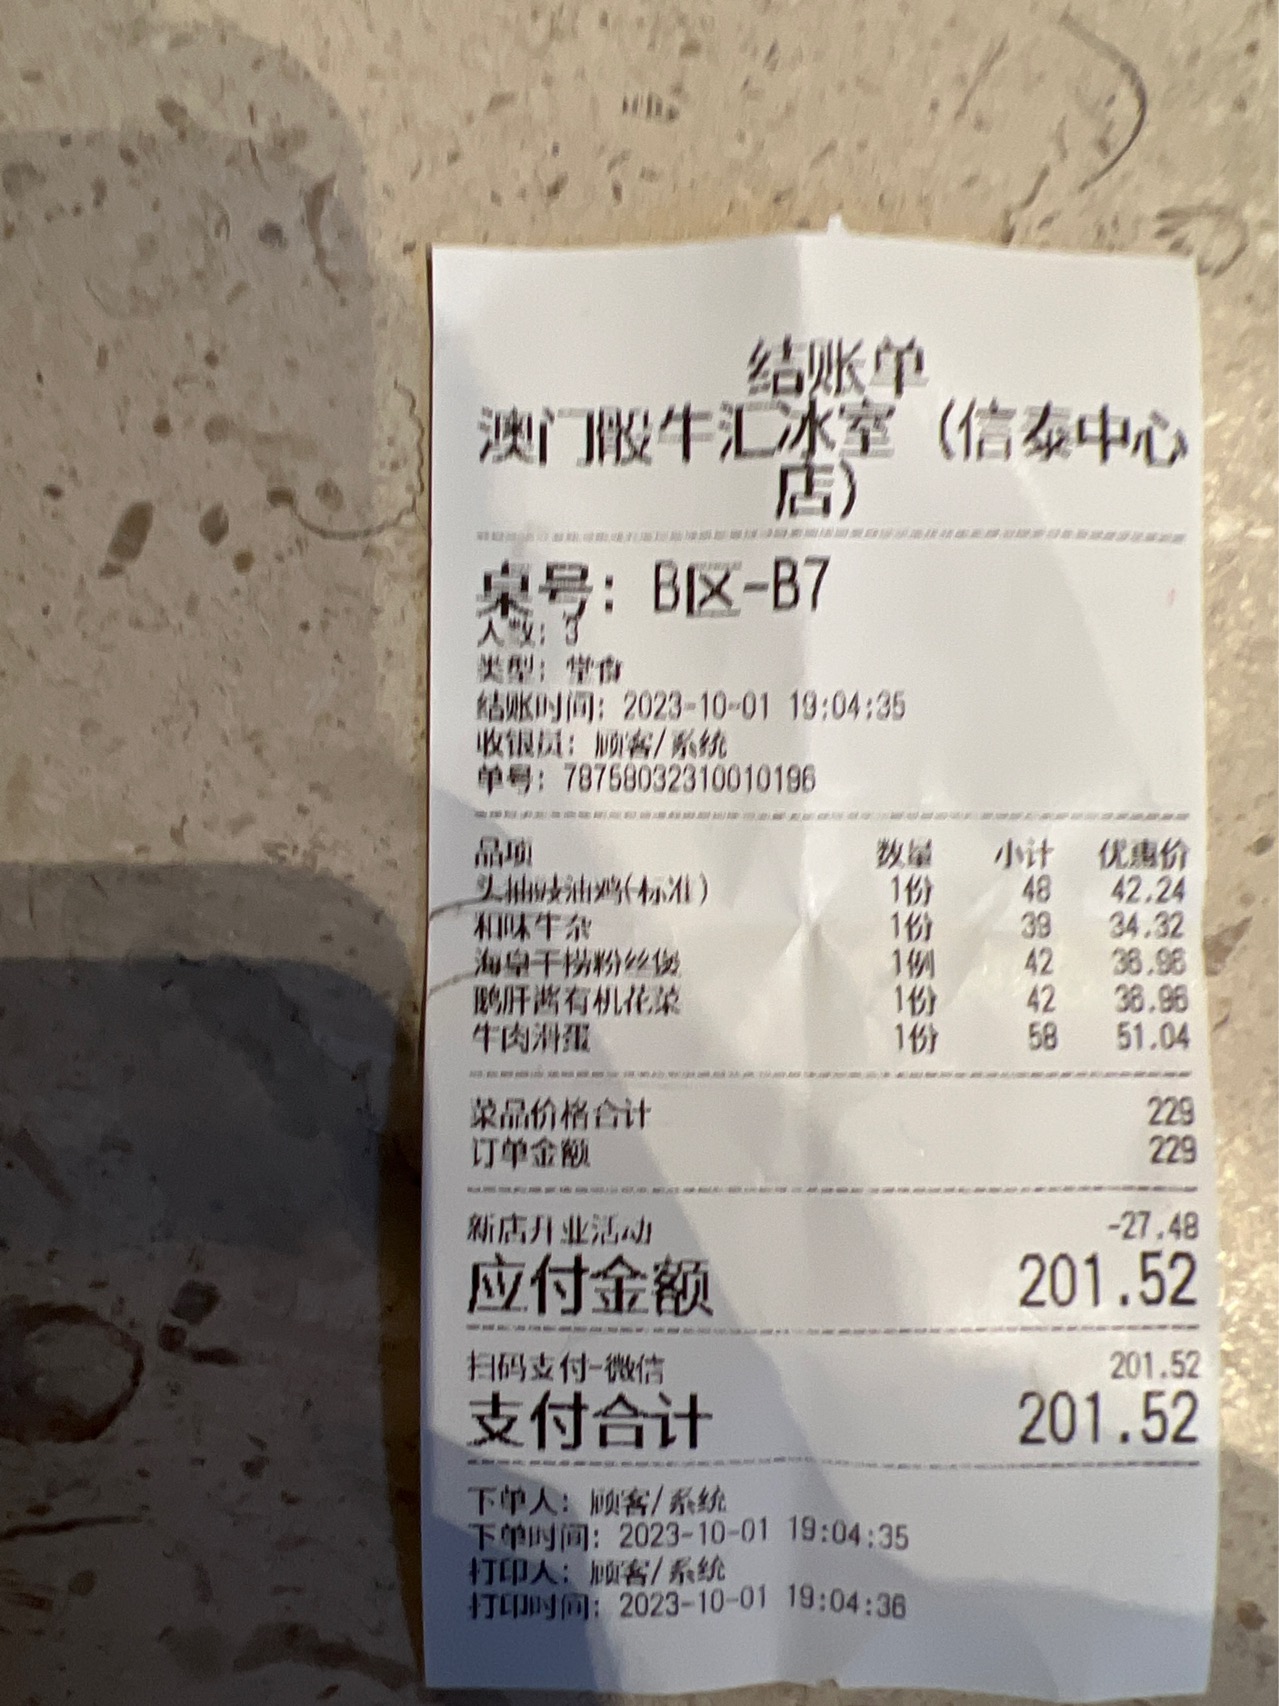 结账单
澳门骰牛汇冰室（信泰中心
店）
桌号：B区-B7
人数：3
类型：堂食
结账时间：2023-10-01 19:04:35
收银员：顾客/系统
单号：78758032310010196
品项 数量 小计 优惠价
头抽豉油鸡(标准) 1份 48 42.24
和味牛杂 1份 39 34.32
海皇干捞粉丝煲 1例 42 36.96
鹅肝酱有机花菜 1份 42 36.96
牛肉滑蛋 1份 58 51.04
菜品价格合计 229
订单金额 229
新店开业活动 -27.48
应付金额 201.52
扫码支付-微信 201.52
支付合计 201.52
下单人：顾客/系统
下单时间：2023-10-01 19:04:35
打印人：顾客/系统
打印时间：2023-10-01 19:04:36